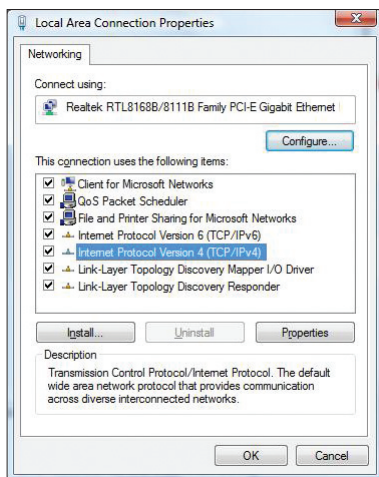 Local Area Connection Properties
Networking
Connect using:
Realtek RTL8168B/8111B Family PCI-E Gigabit Ethernet
Configure...
This connection uses the following items:
Client for Microsoft Networks
QoS Packet Scheduler
File and Printer Sharing for Microsoft Networks
Internet Protocol Version 6 (TCP/IPv6)
Internet Protocol Version 4 (TCP/IPv4)
Link-Layer Topology Discovery Mapper I/O Driver
Link-Layer Topology Discovery Responder
Install... Uninstall Properties
Description
Transmission Control Protocol/Internet Protocol. The default
wide area network protocol that provides communication
across diverse interconnected networks.
OK Cancel